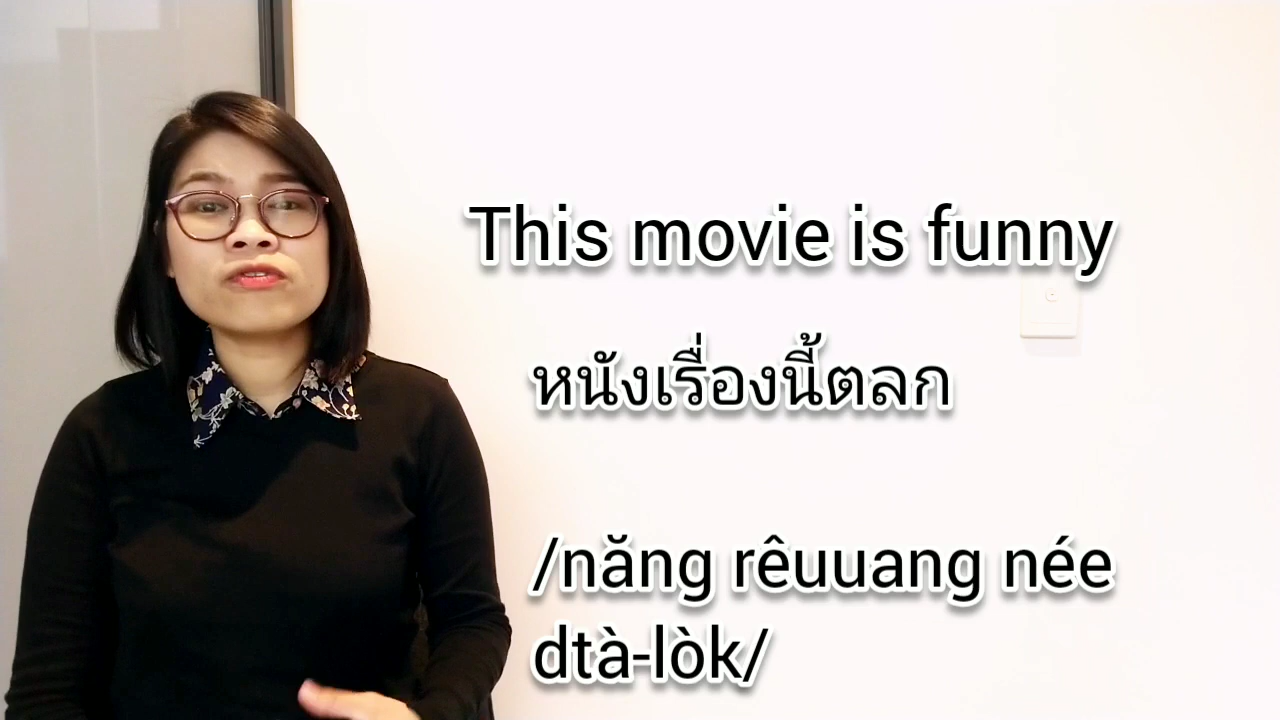 This movie is funny
หนังเรื่องนี้ตลก
/năng rêuuang née
dtà-lòk/